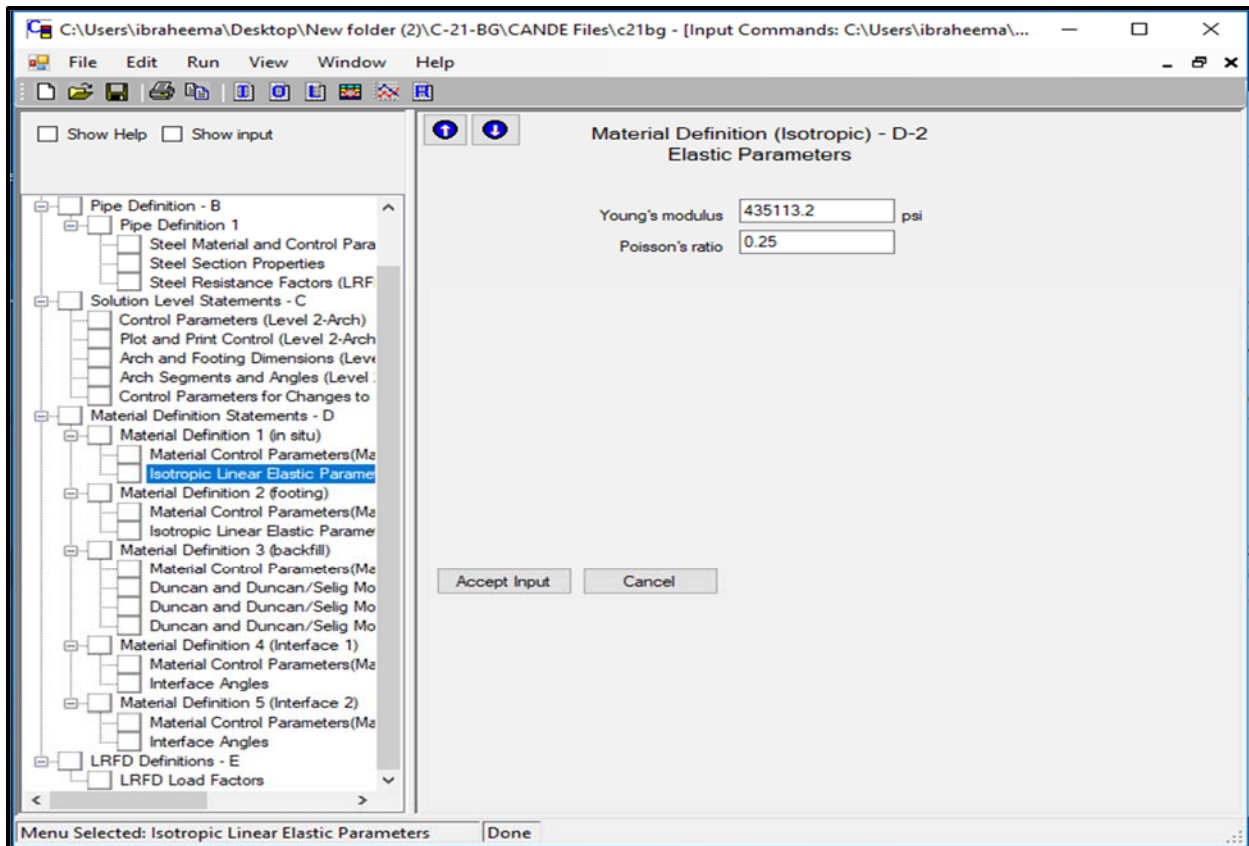 C:\Users\ibraheema\Desktop\New folder (2)\C-21-BG\CANDE Files\c21bg - [Input Commands: C:\Users\ibraheema\...
File Edit Run View Window Help
Show Help Show input
Material Definition (Isotropic) - D-2
Elastic Parameters
Young's modulus 435113.2 psi
Poisson's ratio 0.25
Pipe Definition - B
Pipe Definition 1
Steel Material and Control Para
Steel Section Properties
Steel Resistance Factors (LRF
Solution Level Statements - C
Control Parameters (Level 2-Arch)
Plot and Print Control (Level 2-Arch
Arch and Footing Dimensions (Leve
Arch Segments and Angles (Level
Control Parameters for Changes to
Material Definition Statements - D
Material Definition 1 (in situ)
Material Control Parameters(Ma
Isotropic Linear Elastic Parame
Material Definition 2 (footing)
Material Control Parameters(Ma
Isotropic Linear Elastic Parame
Material Definition 3 (backfill)
Material Control Parameters(Ma
Duncan and Duncan/Selig Mo
Duncan and Duncan/Selig Mo
Duncan and Duncan/Selig Mo
Material Definition 4 (Interface 1)
Material Control Parameters(Ma
Interface Angles
Material Definition 5 (Interface 2)
Material Control Parameters(Ma
Interface Angles
LRFD Definitions - E
LRFD Load Factors
Accept Input Cancel
Menu Selected: Isotropic Linear Elastic Parameters Done